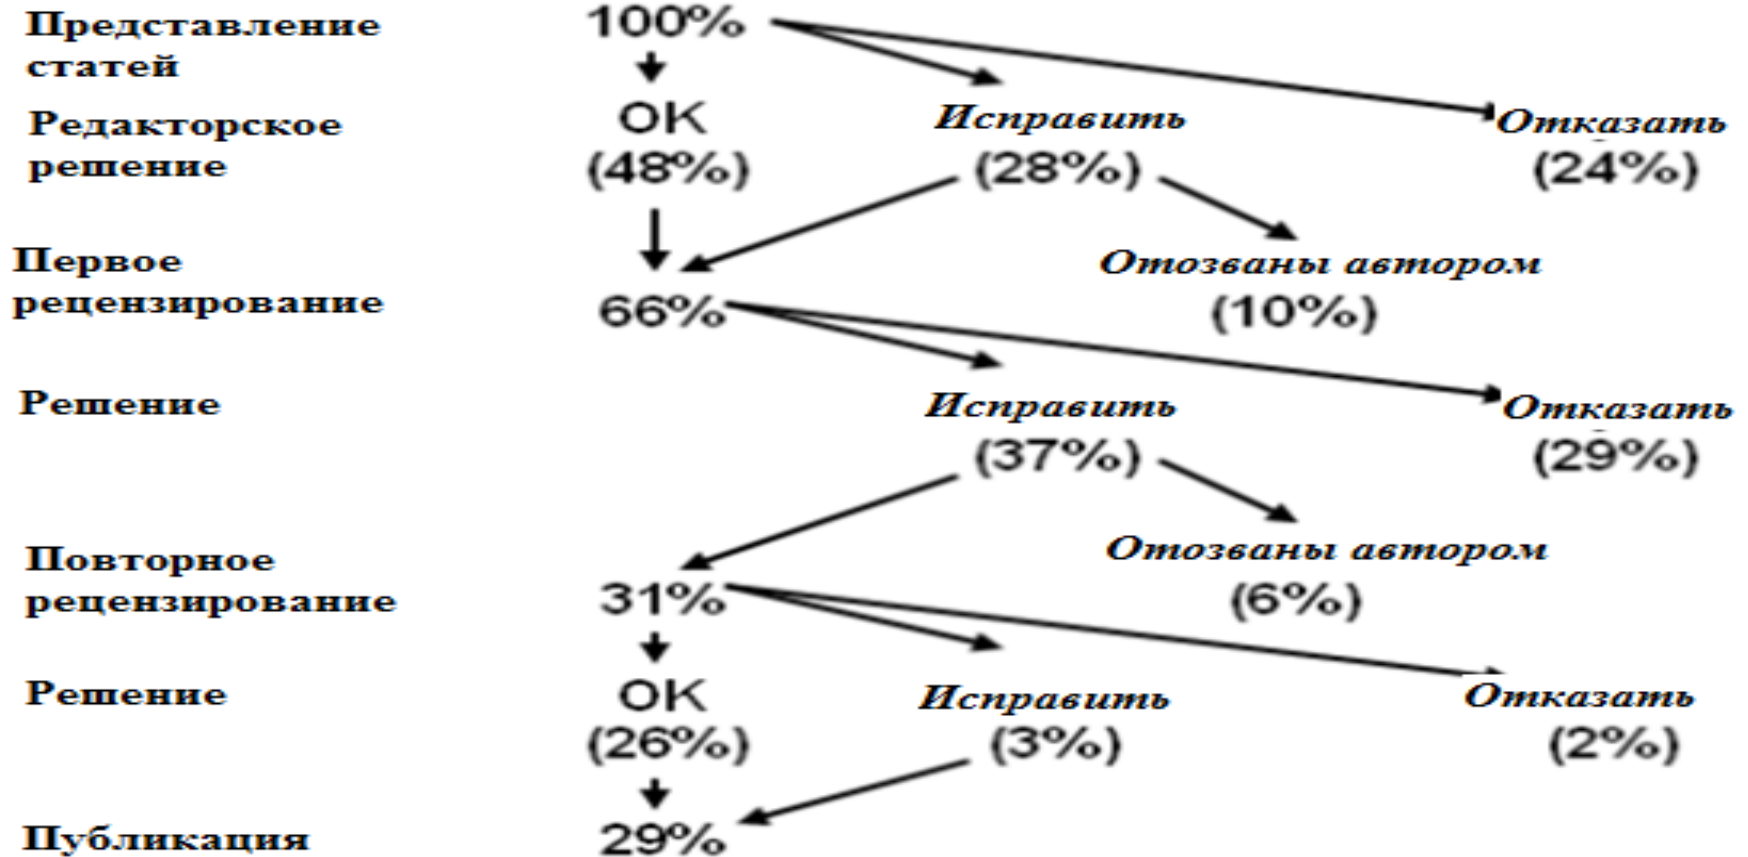 Представление
статей
100%
Редакторское
решение
OK
(48%)
Исправить
(28%)
Отказать
(24%)
Первое
рецензирование
66%
Отозваны автором
(10%)
Решение
Исправить
(37%)
Отказать
(29%)
Повторное
рецензирование
31%
Отозваны автором
(6%)
Решение
OK
(26%)
Исправить
(3%)
Отказать
(2%)
Публикация
29%